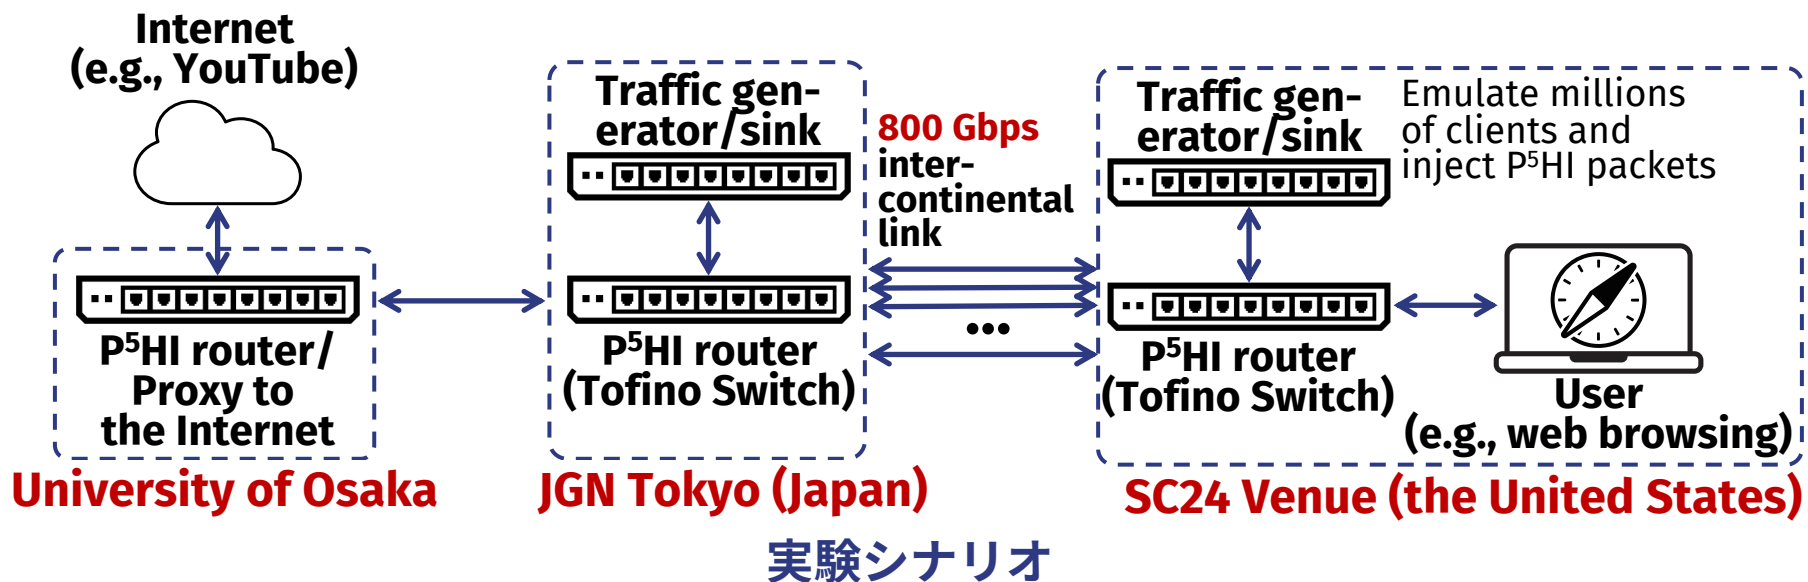 Internet
(e.g., YouTube)
P⁵HI router/
Proxy to
the Internet
University of Osaka
Traffic gen-
erator/sink
P⁵HI router
(Tofino Switch)
JGN Tokyo (Japan)
800 Gbps
inter-
continental
link
...
Traffic gen-
erator/sink
Emulate millions
of clients and
inject P⁵HI packets
P⁵HI router
(Tofino Switch)
User
(e.g., web browsing)
SC24 Venue (the United States)
実験シナリオ